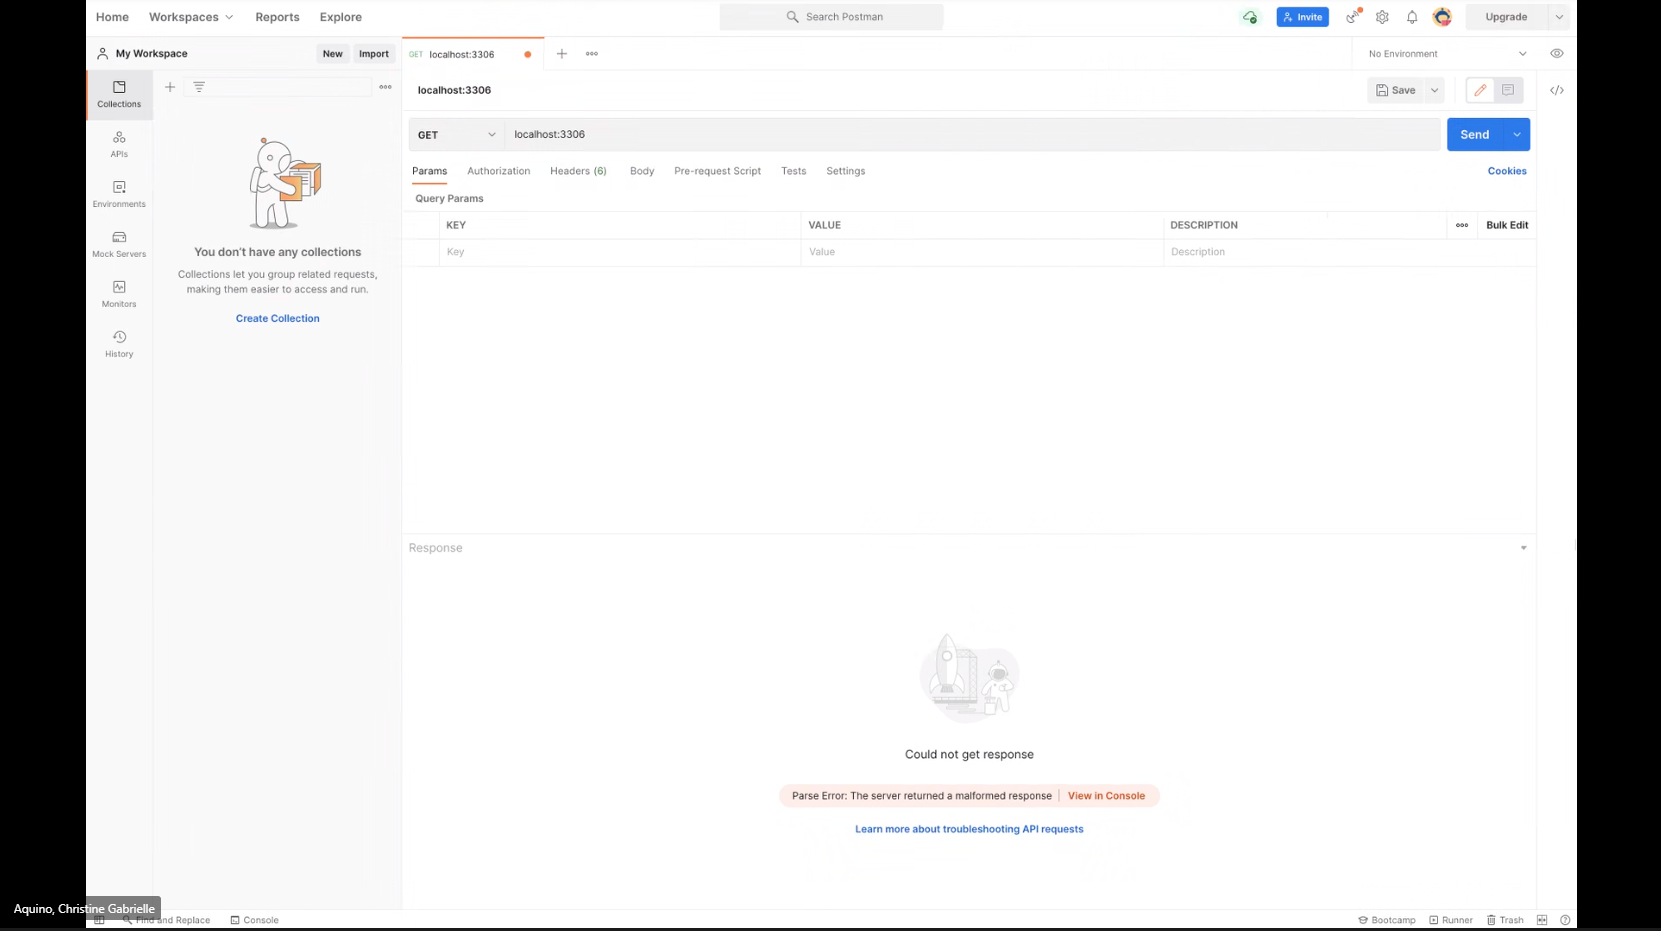 Home Workspaces Reports Explore Search Postman Invite Upgrade
My Workspace New Import GET localhost:3306 No Environment
Collections
APIs
Environments
Mock Servers
Monitors
History
You don't have any collections
Collections let you group related requests,
making them easier to access and run.
Create Collection
localhost:3306 Save
GET localhost:3306 Send
Params Authorization Headers (6) Body Pre-request Script Tests Settings Cookies
Query Params
KEY VALUE DESCRIPTION Bulk Edit
Key Value Description
Response
Could not get response
Parse Error: The server returned a malformed response View in Console
Learn more about troubleshooting API requests
Aquino, Christine Gabrielle
Find and Replace Console Bootcamp Runner Trash